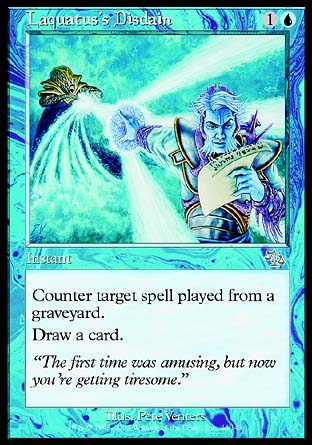 Laquatus's Disdain 1
Instant
Counter target spell played from a
graveyard.
Draw a card.
"The first time was amusing, but now
you're getting tiresome."
Illus. Pete Venters